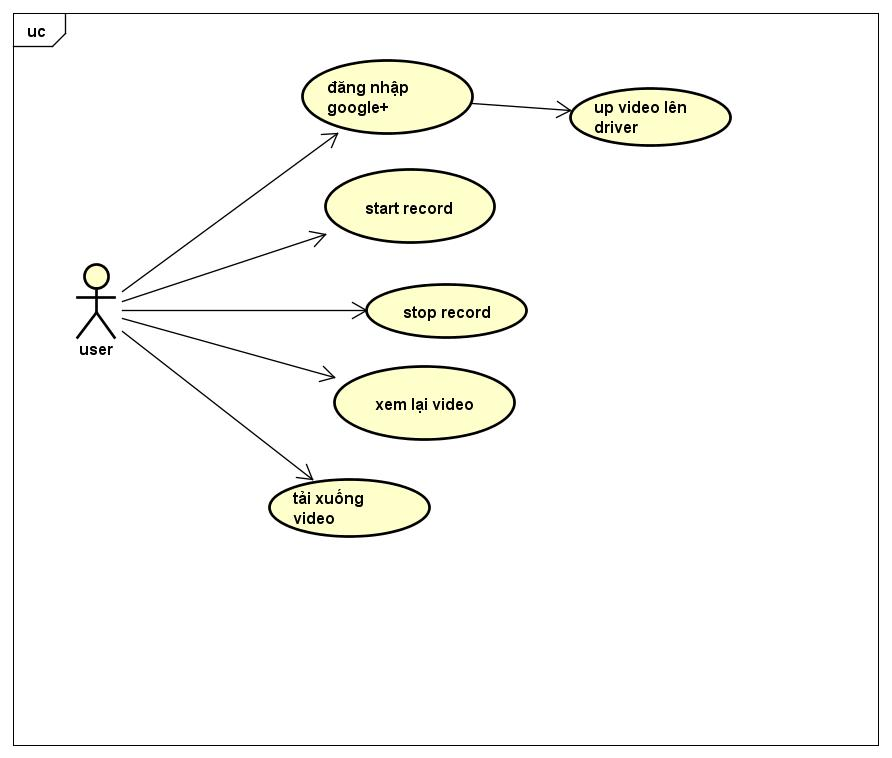 uc
đăng nhập
google+
up video lên
driver
start record
stop record
user
xem lại video
tải xuống
video